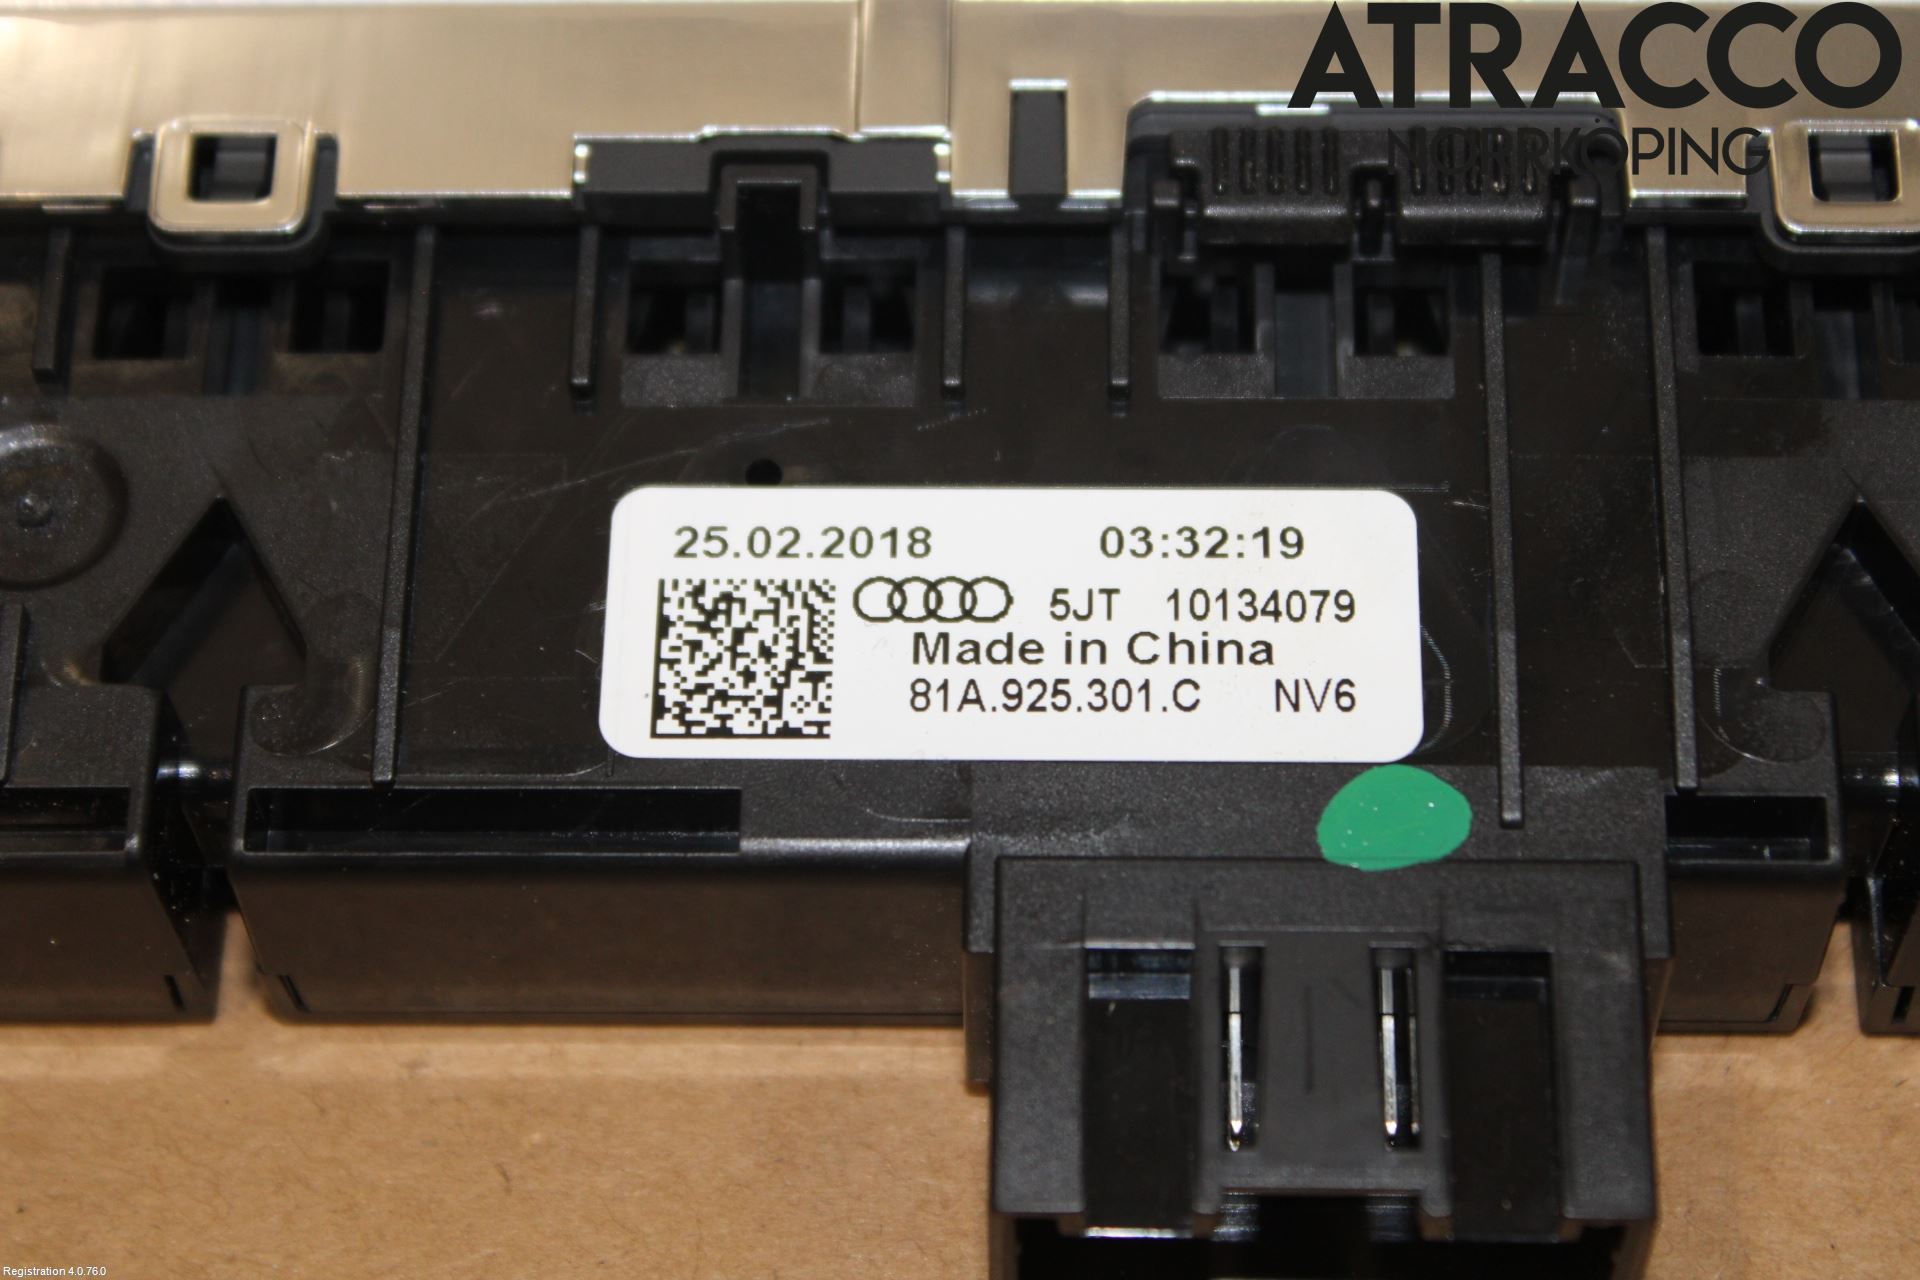 ATRACCO
NORRKÖPING
25.02.2018 03:32:19
5JT 10134079
Made in China
81A.925.301.C NV6
Registration 4.0.76.0